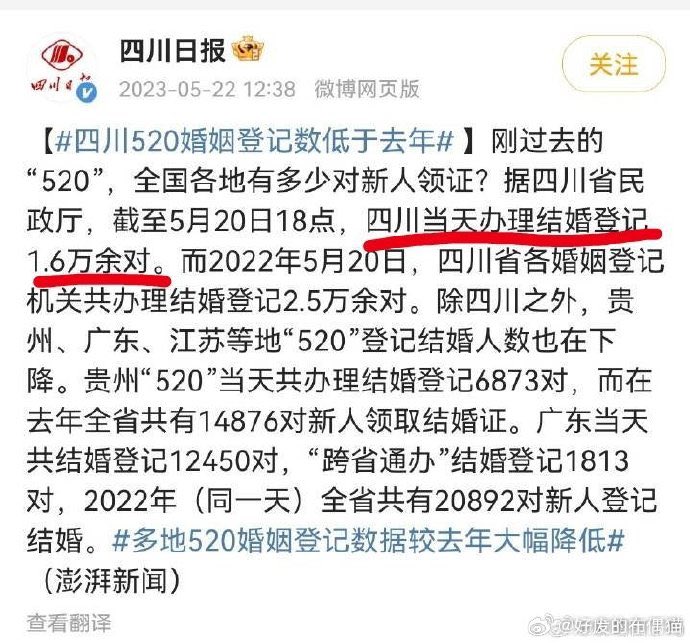 四川日报
四川日报
2023-05-22 12:38 微博网页版
关注
【#四川520婚姻登记数低于去年#】刚过去的
“520”，全国各地有多少对新人领证？据四川省民
政厅，截至5月20日18点，四川当天办理结婚登记
1.6万余对。而2022年5月20日，四川省各婚姻登记
机关共办理结婚登记2.5万余对。除四川之外，贵
州、广东、江苏等地“520”登记结婚人数也在下
降。贵州“520”当天共办理结婚登记6873对，而在
去年全省共有14876对新人领取结婚证。广东当天
共结婚登记12450对，“跨省通办”结婚登记1813
对，2022年（同一天）全省共有20892对新人登记
结婚。#多地520婚姻登记数据较去年大幅降低#
（澎湃新闻）
查看翻译
@好发的布偶猫